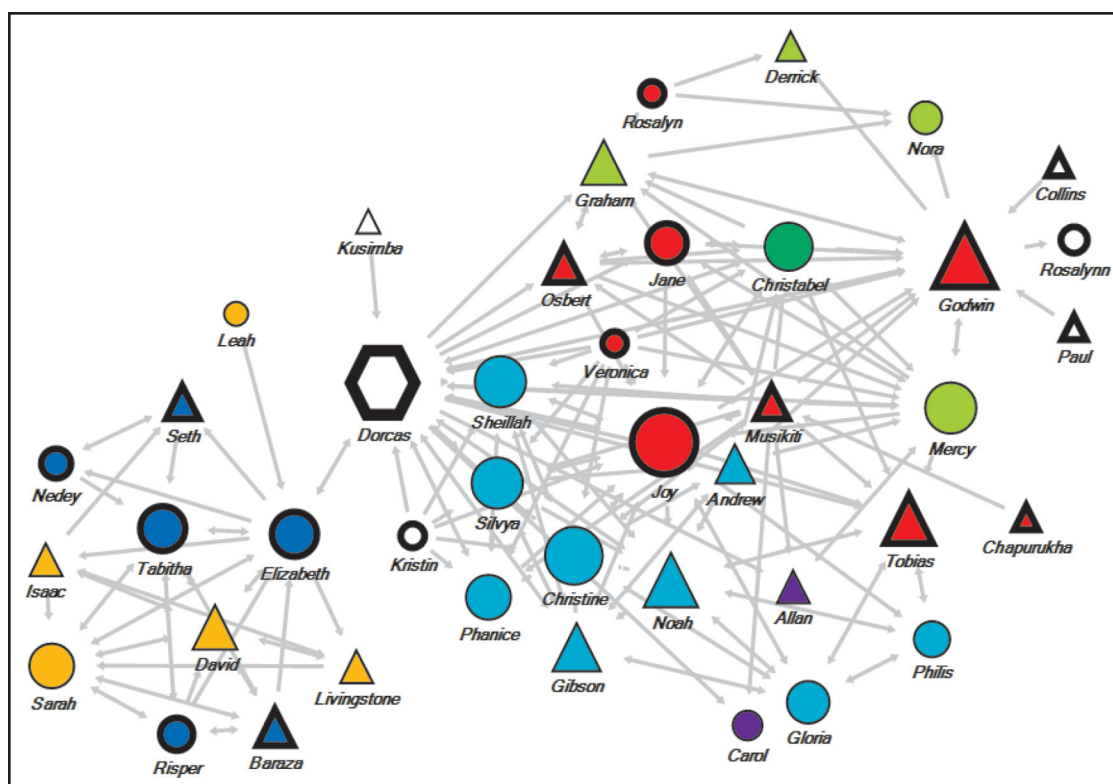 Derrick
Rosalyn
Nora
Collins
Graham
Kusimba
Rosalynn
Jane
Christabel
Osbert
Godwin
Leah
Paul
Veronica
Sheillah
Musikiti
Seth
Dorcas
Mercy
Nedey
Joy
Andrew
Silvya
Chapurukha
Tabitha
Elizabeth
Kristin
Tobias
Isaac
Christine
Noah
Allan
Phanice
David
Philis
Gibson
Livingstone
Sarah
Gloria
Carol
Baraza
Risper